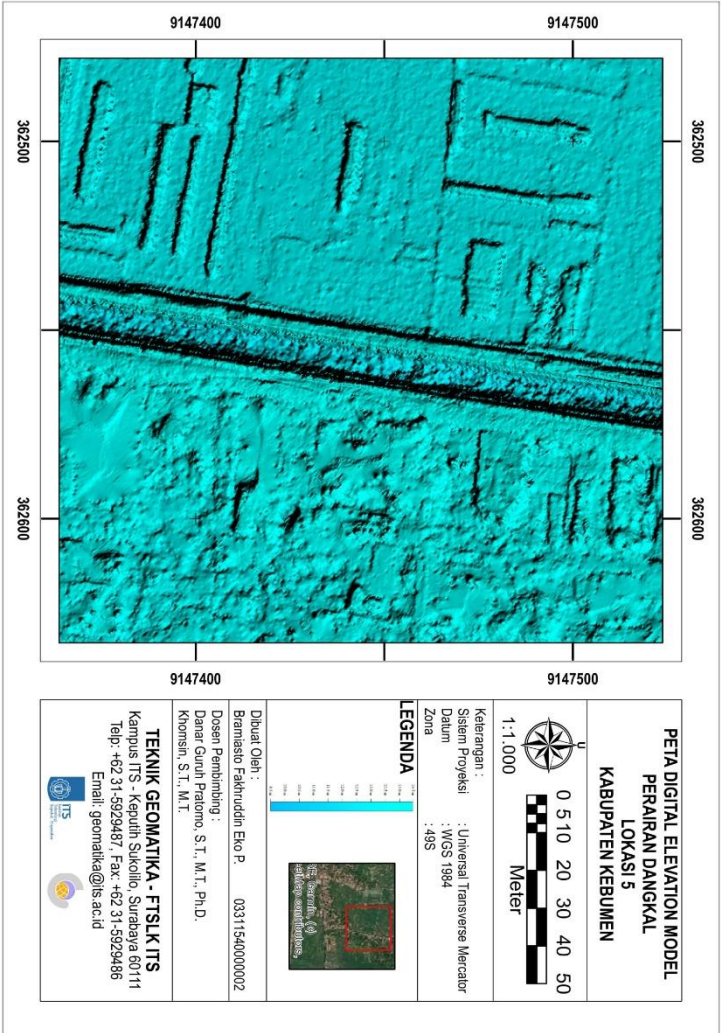 9147400
9147500
362500
362500
362600
362600
9147400
9147500
PETA DIGITAL ELEVATION MODEL
PERAIRAN DANGKAL
LOKASI 5
KABUPATEN KEBUMEN
U
1:1.000
0 5 10 20 30 40 50
Meter
Keterangan :
Sistem Proyeksi : Universal Transverse Mercator
Datum : WGS 1984
Zona : 49S
LEGENDA
Garmin, (c)
Dibuat Oleh :
Bramiasto Fakhruddin Eko P. 03311540000002
Dosen Pembimbing :
Danar Guruh Pratomo, S.T., M.T., Ph.D.
Khomsin, S.T., M.T.
TEKNIK GEOMATIKA - FTSLK ITS
Kampus ITS - Keputih Sukolilo, Surabaya 60111
Telp: +62 31-5929487, Fax: +62 31-5929486
Email: geomatika@its.ac.id
ITS